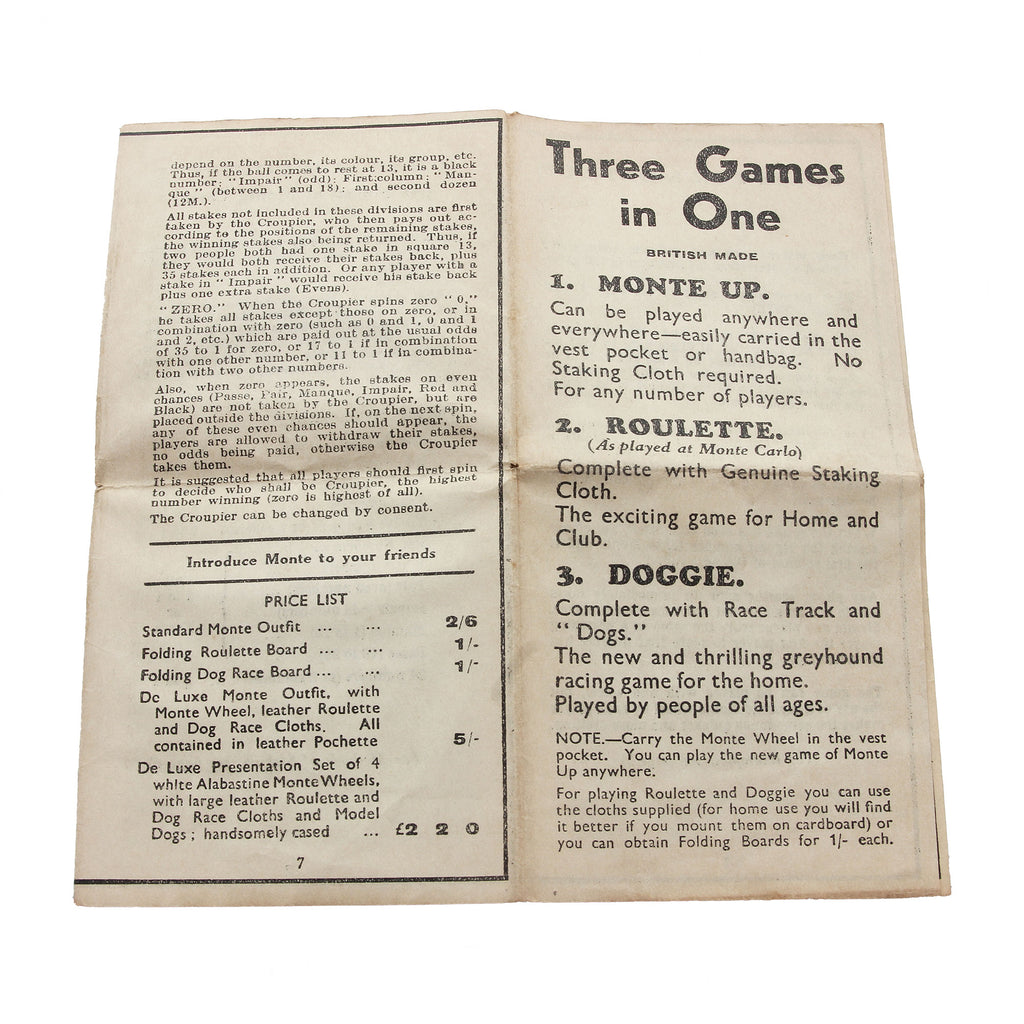 depend on the number, its colour, its group, etc.
Thus, if the ball comes to rest at 13, it is a black
number; "Impair" (odd); First column; "Man-
que" (between 1 and 18); and second dozen
(12M.).
All stakes not included in these divisions are first
taken by the Croupier, who then pays out ac-
cording to the positions of the remaining stakes,
the winning stakes also being returned. Thus, if
two people both had one stake in square 13,
they would both receive their stakes back, plus
35 stakes each in addition. Or any player with a
stake in "Impair" would receive his stake back
plus one extra stake (Evens).
"ZERO." When the Croupier spins zero "0,"
he takes all stakes except those on zero, or in
combination with zero (such as 0 and 1, 0 and 1
and 2, etc.) which are paid out at the usual odds
of 35 to 1 for zero, or 17 to 1 if in combination
with one other number, or 11 to 1 if in combina-
tion with two other numbers.
Also, when zero appears, the stakes on even
chances (Passe, Pair, Manque, Impair, Red and
Black) are not taken by the Croupier, but are
placed outside the divisions. If, on the next spin,
any of these even chances should appear, the
players are allowed to withdraw their stakes,
no odds being paid, otherwise the Croupier
takes them.
It is suggested that all players should first spin
to decide who shall be Croupier, the highest
number winning (zero is highest of all).
The Croupier can be changed by consent.
Introduce Monte to your friends
PRICE LIST
Standard Monte Outfit ... ... 2/6
Folding Roulette Board ... ... 1/-
Folding Dog Race Board ... ... 1/-
De Luxe Monte Outfit, with
Monte Wheel, leather Roulette
and Dog Race Cloths. All
contained in leather Pochette 5/-
De Luxe Presentation Set of 4
white Alabastine Monte Wheels,
with large leather Roulette and
Dog Race Cloths and Model
Dogs; handsomely cased ... £2 2 0
7
Three Games
in One
BRITISH MADE
1. MONTE UP.
Can be played anywhere and
everywhere—easily carried in the
vest pocket or handbag. No
Staking Cloth required.
For any number of players.
2. ROULETTE.
(As played at Monte Carlo)
Complete with Genuine Staking
Cloth.
The exciting game for Home and
Club.
3. DOGGIE.
Complete with Race Track and
"Dogs."
The new and thrilling greyhound
racing game for the home.
Played by people of all ages.
NOTE.—Carry the Monte Wheel in the vest
pocket. You can play the new game of Monte
Up anywhere.
For playing Roulette and Doggie you can use
the cloths supplied (for home use you will find
it better if you mount them on cardboard) or
you can obtain Folding Boards for 1/- each.